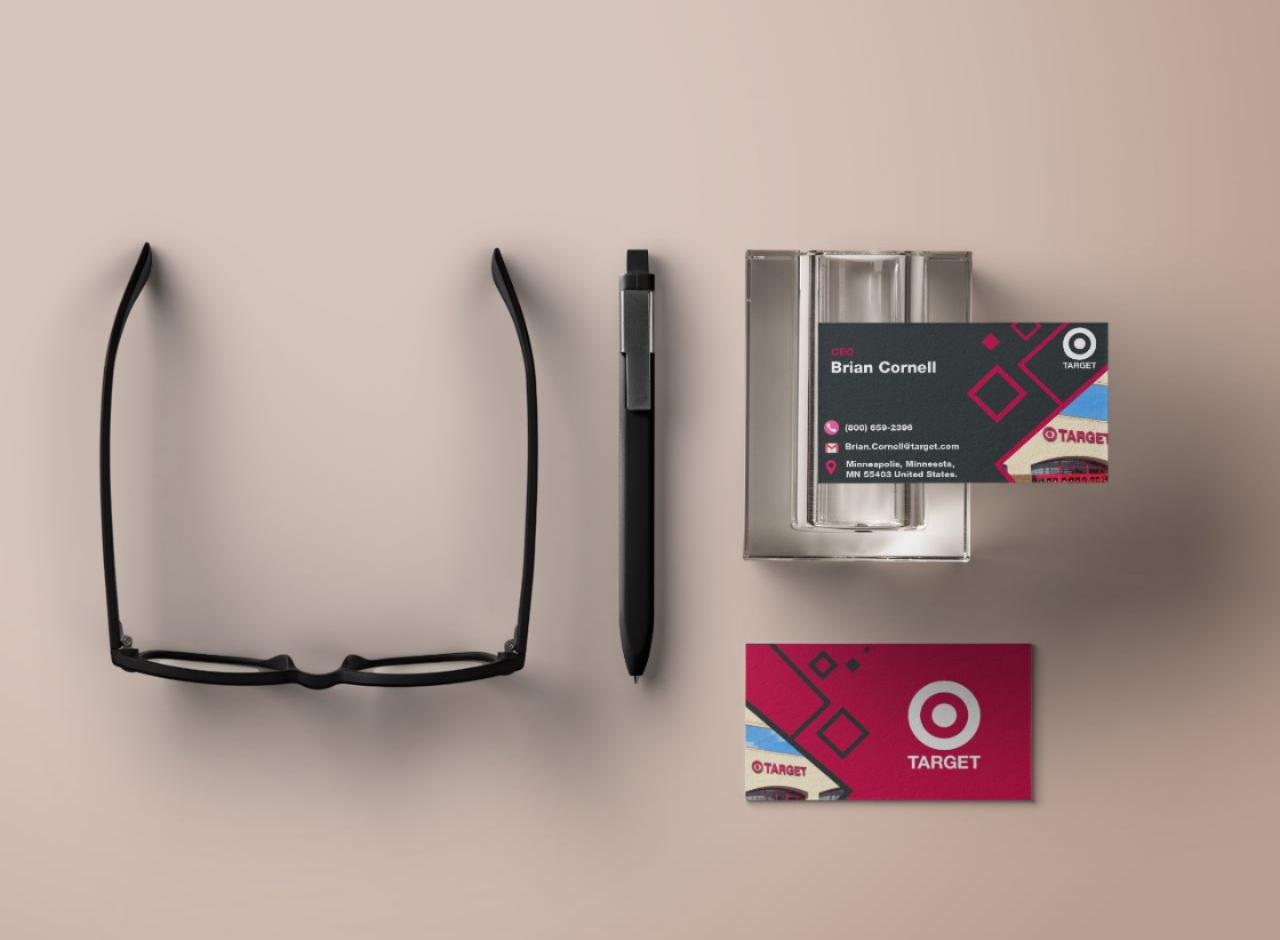 CEO
Brian Cornell
TARGET
(800) 659-2396
TARGET
Brian.Cornell@target.com
Minneapolis, Minnesota,
MN 55403 United States.
TARGET
TARGET